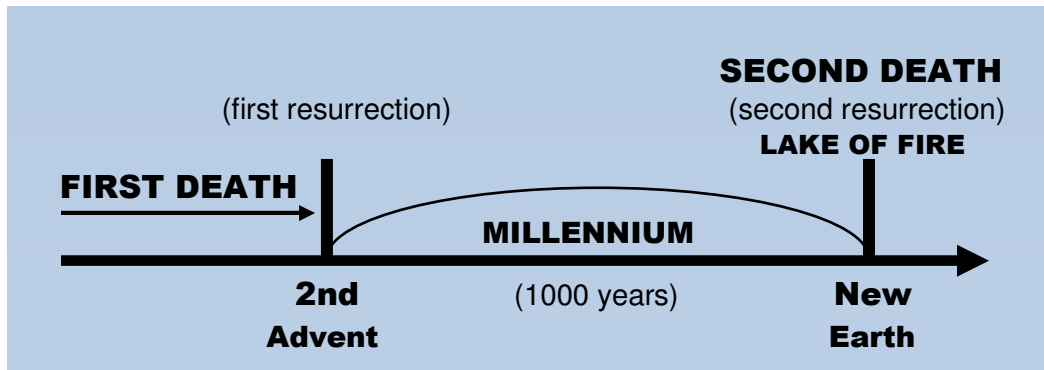 SECOND DEATH
(first resurrection)
(second resurrection)
LAKE OF FIRE
FIRST DEATH
MILLENNIUM
2nd
Advent
(1000 years)
New
Earth